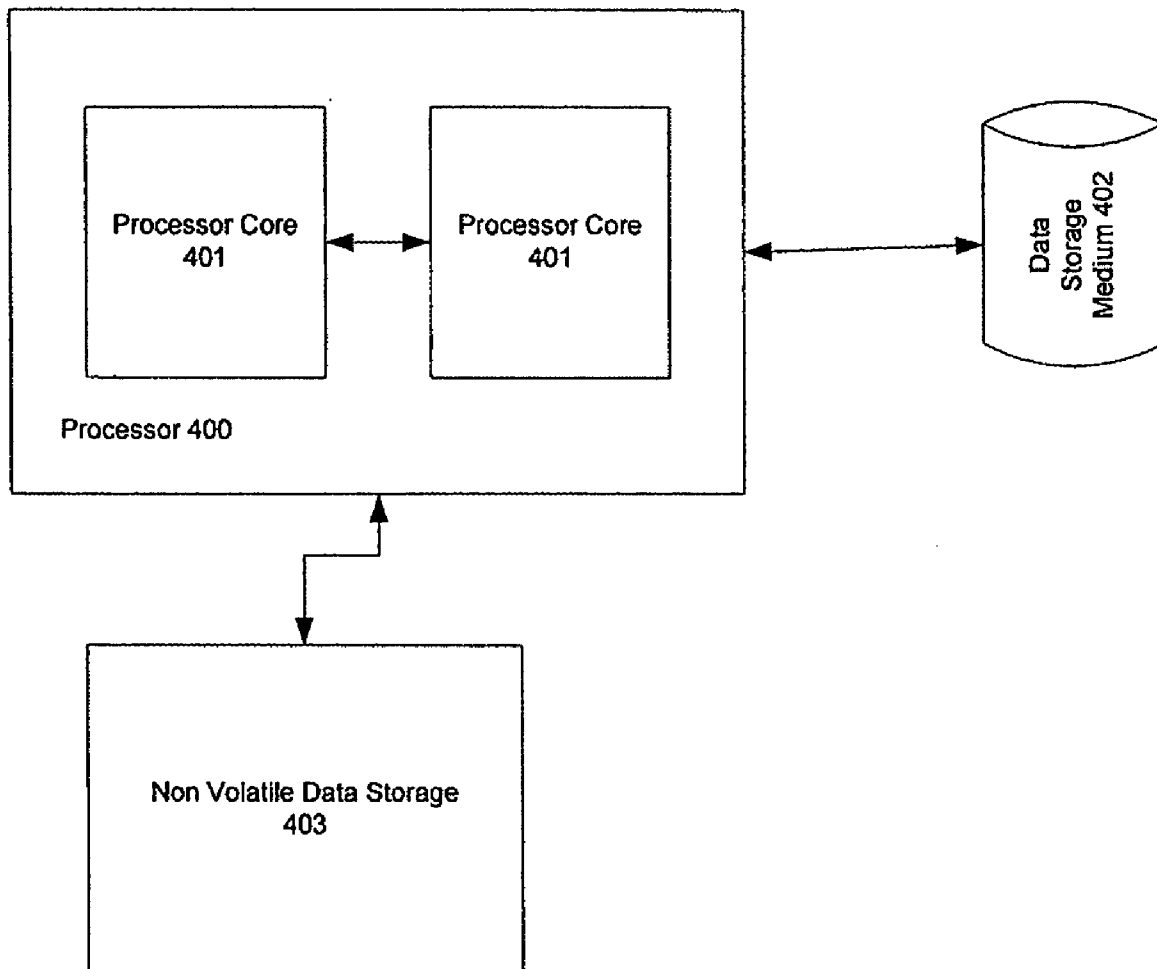 Processor Core
401
Processor Core
401
Data
Storage
Medium 402
Processor 400
Non Volatile Data Storage
403